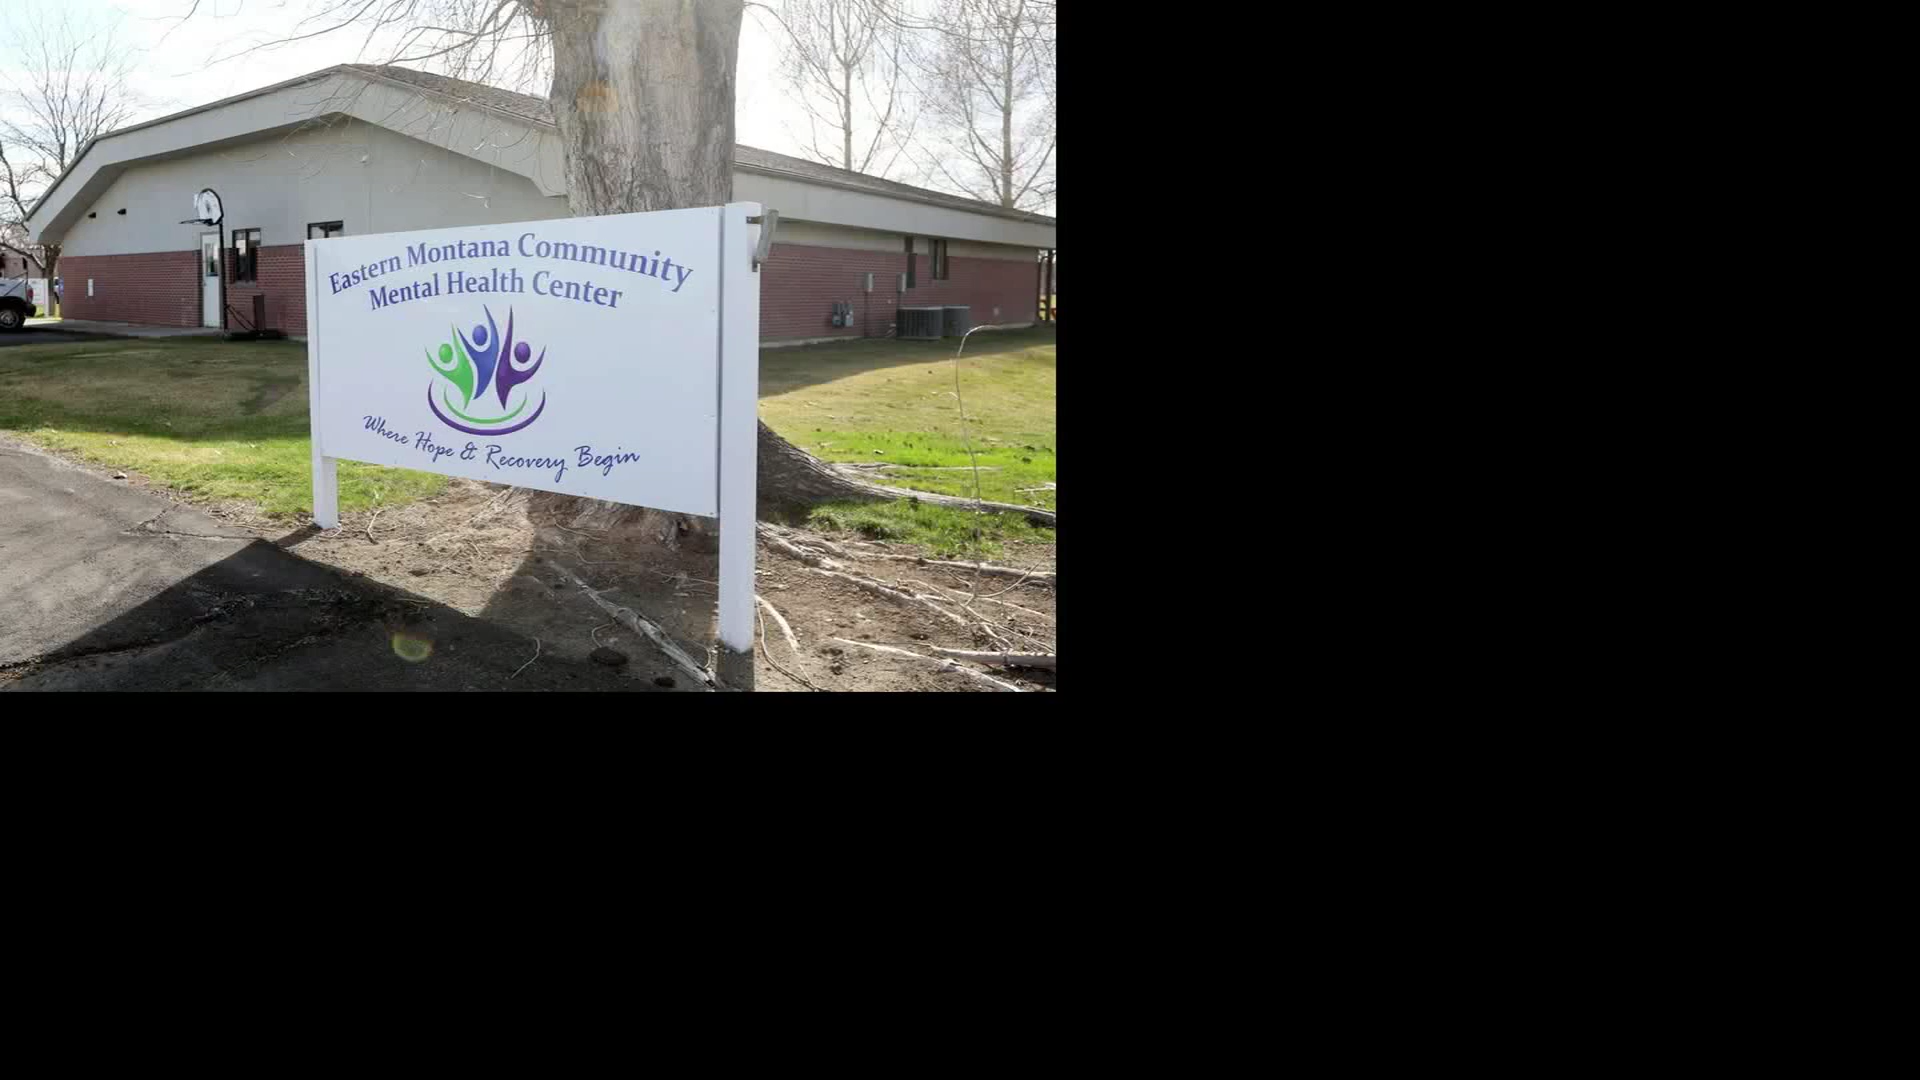 Eastern Montana Community
Mental Health Center
Where Hope & Recovery Begin